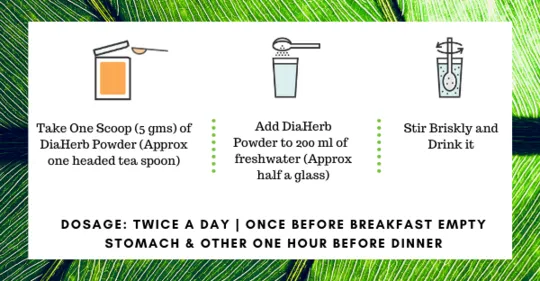 Take One Scoop (5 gms) of
DiaHerb Powder (Approx
one headed tea spoon)
Add DiaHerb
Powder to 200 ml of
freshwater (Approx
half a glass)
Stir Briskly and
Drink it
DOSAGE: TWICE A DAY | ONCE BEFORE BREAKFAST EMPTY
STOMACH & OTHER ONE HOUR BEFORE DINNER